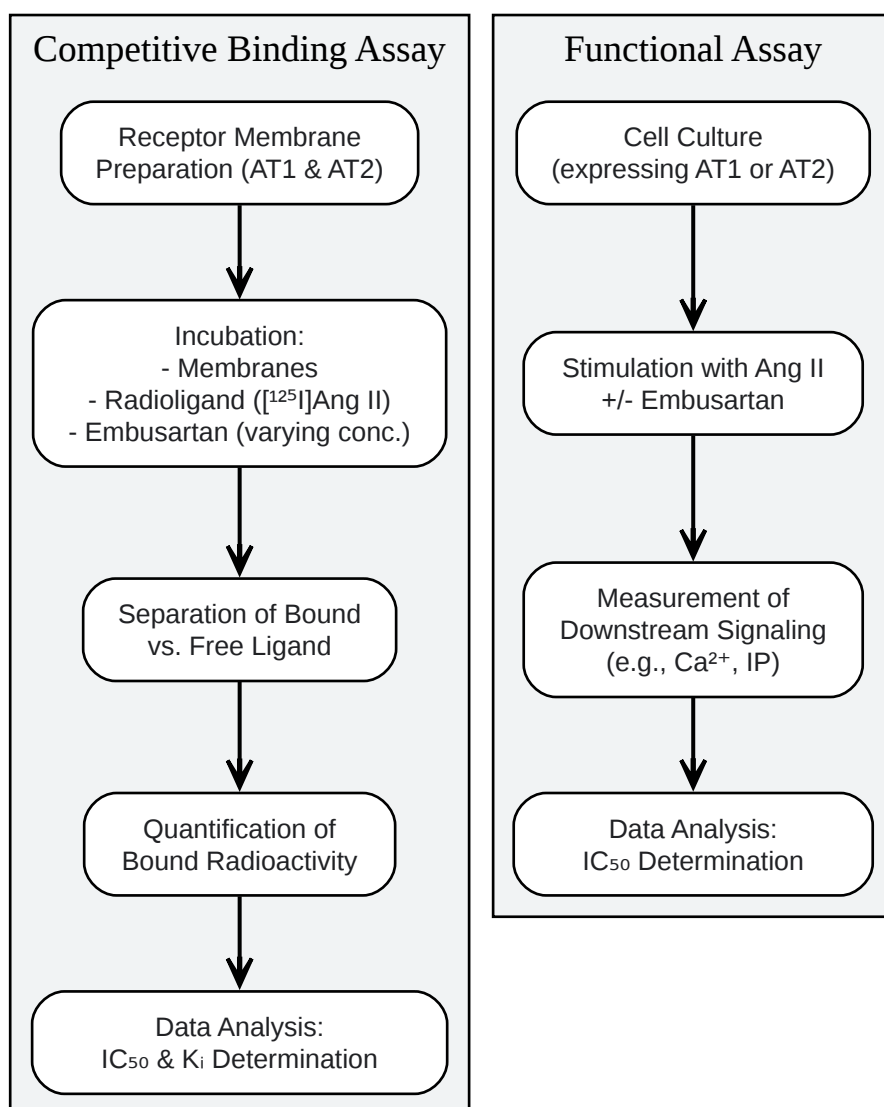 Competitive Binding Assay
Receptor Membrane
Preparation (AT1 & AT2)
Incubation:
- Membranes
- Radioligand ([¹²⁵I]Ang II)
- Embusartan (varying conc.)
Separation of Bound
vs. Free Ligand
Quantification of
Bound Radioactivity
Data Analysis:
IC₅₀ & Kᵢ Determination
Functional Assay
Cell Culture
(expressing AT1 or AT2)
Stimulation with Ang II
+/- Embusartan
Measurement of
Downstream Signaling
(e.g., Ca²⁺, IP)
Data Analysis:
IC₅₀ Determination